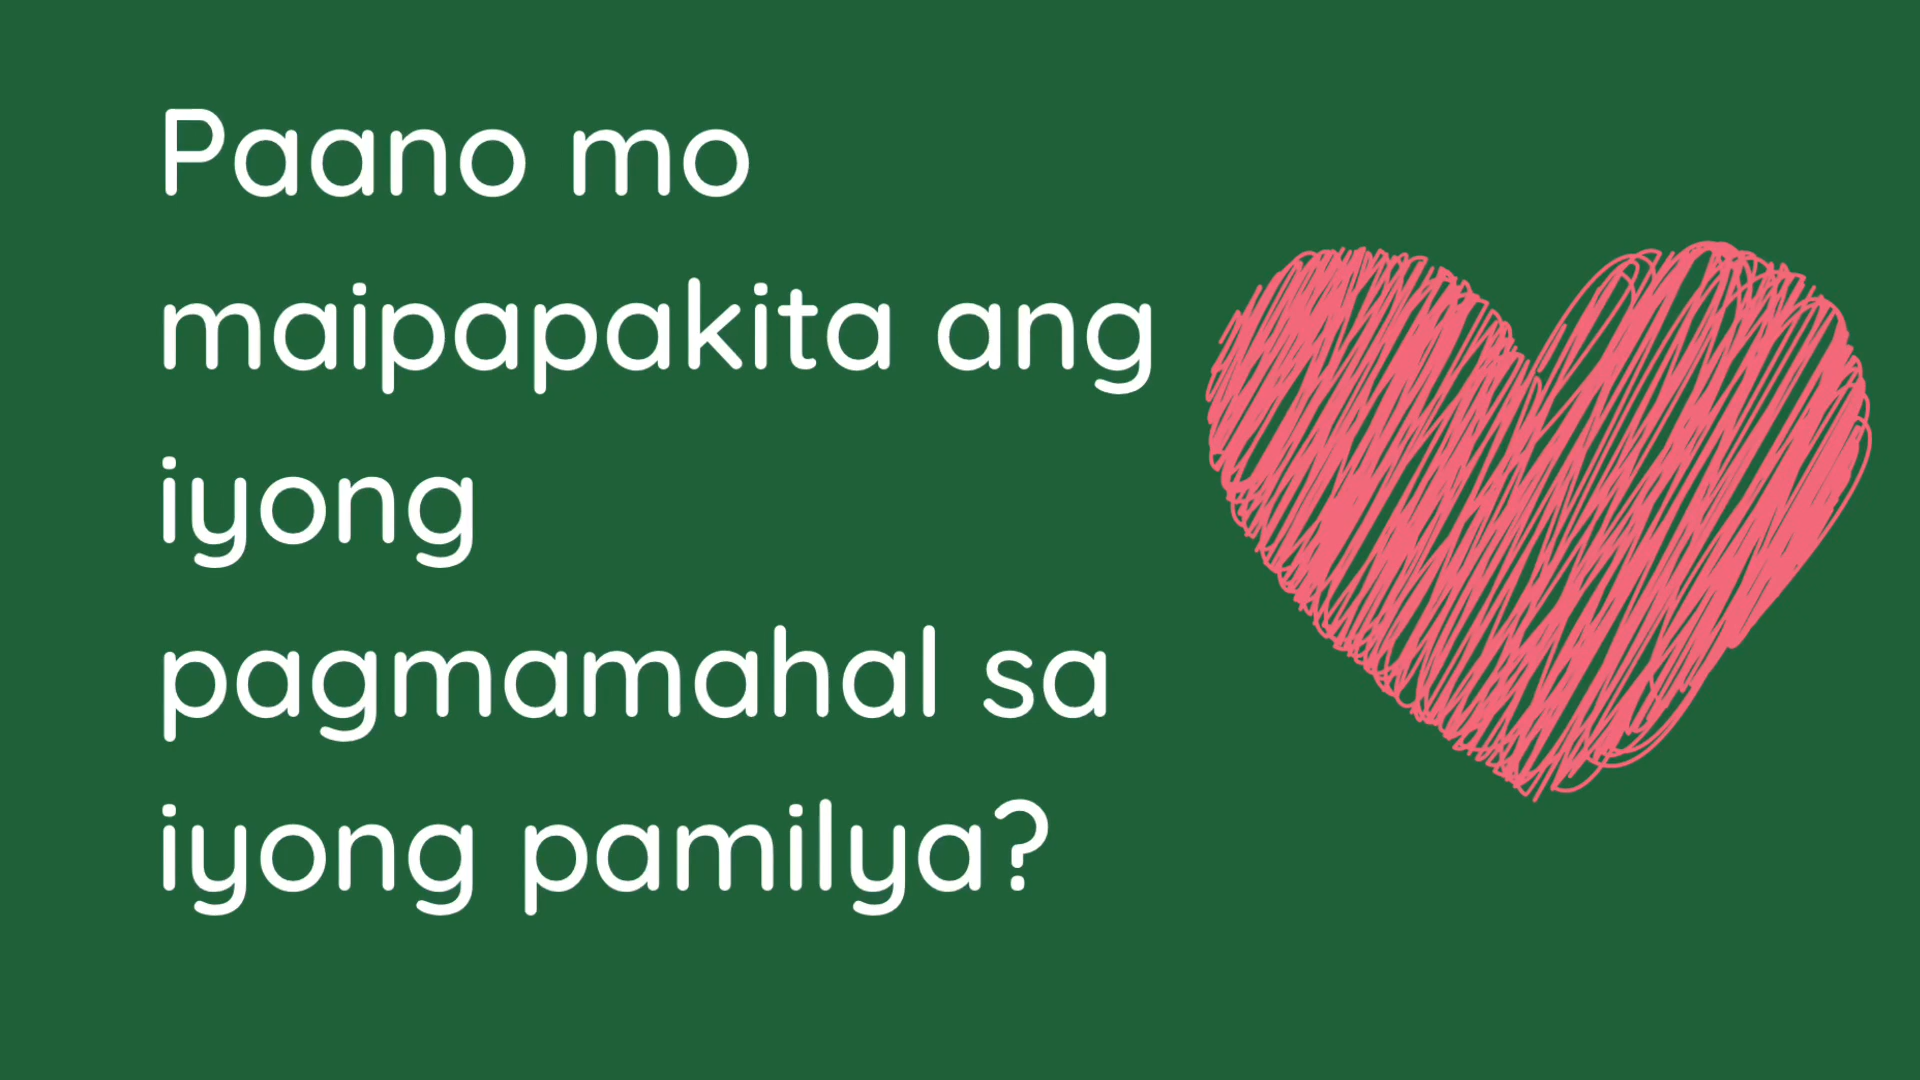 Paano mo
maipapakita ang
iyong
pagmamahal sa
iyong pamilya?